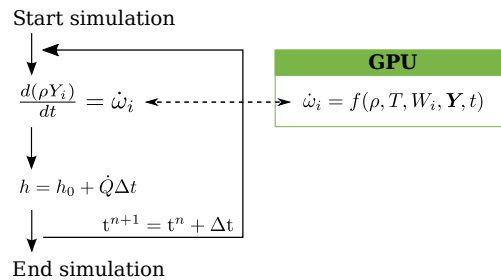 Start simulation
d(ρY_i)/dt = ω̇_i
GPU
ω̇_i = f(ρ, T, W_i, Y, t)
h = h_0 + Q̇Δt
t^{n+1} = t^n + Δt
End simulation